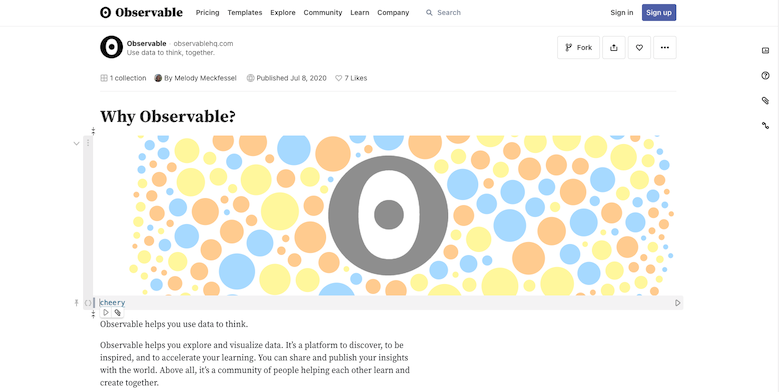 Observable Pricing Templates Explore Community Learn Company Search Sign in Sign up
Observable · observablehq.com
Use data to think, together.
Fork
1 collection By Melody Meckfessel Published Jul 8, 2020 7 Likes
Why Observable?
cheery
Observable helps you use data to think.
Observable helps you explore and visualize data. It’s a platform to discover, to be
inspired, and to accelerate your learning. You can share and publish your insights
with the world. Above all, it’s a community of people helping each other learn and
create together.